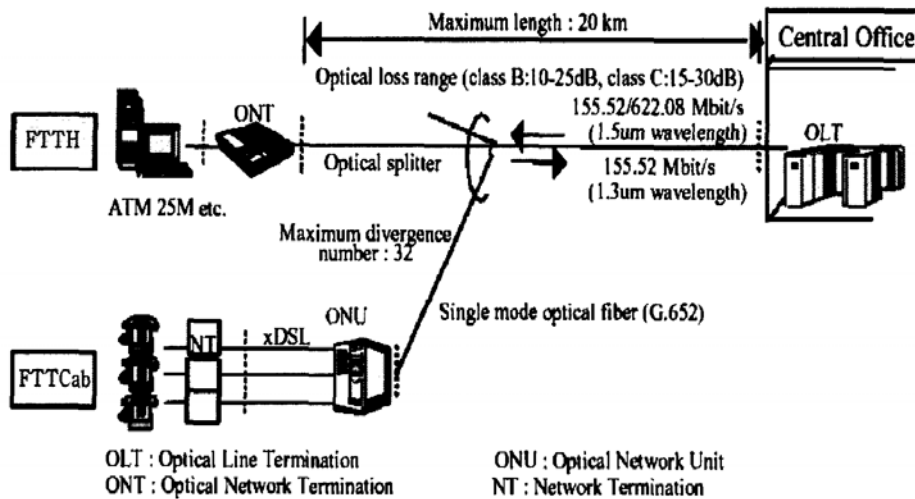 Maximum length : 20 km
Central Office
Optical loss range (class B:10-25dB, class C:15-30dB)
ONT
155.52/622.08 Mbit/s
(1.5um wavelength)
OLT
FTTH
Optical splitter
155.52 Mbit/s
(1.3um wavelength)
ATM 25M etc.
Maximum divergence
number : 32
Single mode optical fiber (G.652)
ONU
NT
xDSL
FTTCab
OLT : Optical Line Termination
ONU : Optical Network Unit
ONT : Optical Network Termination
NT : Network Termination